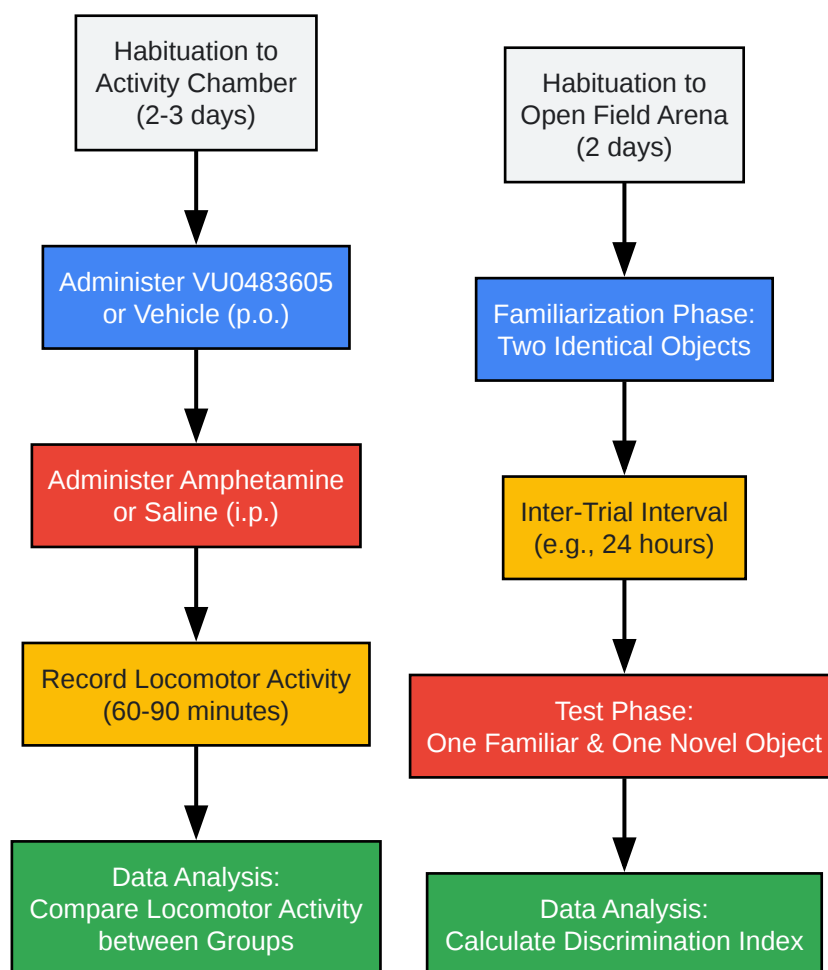 Habituation to
Activity Chamber
(2-3 days)
Administer VU0483605
or Vehicle (p.o.)
Administer Amphetamine
or Saline (i.p.)
Record Locomotor Activity
(60-90 minutes)
Data Analysis:
Compare Locomotor Activity
between Groups
Habituation to
Open Field Arena
(2 days)
Familiarization Phase:
Two Identical Objects
Inter-Trial Interval
(e.g., 24 hours)
Test Phase:
One Familiar & One Novel Object
Data Analysis:
Calculate Discrimination Index